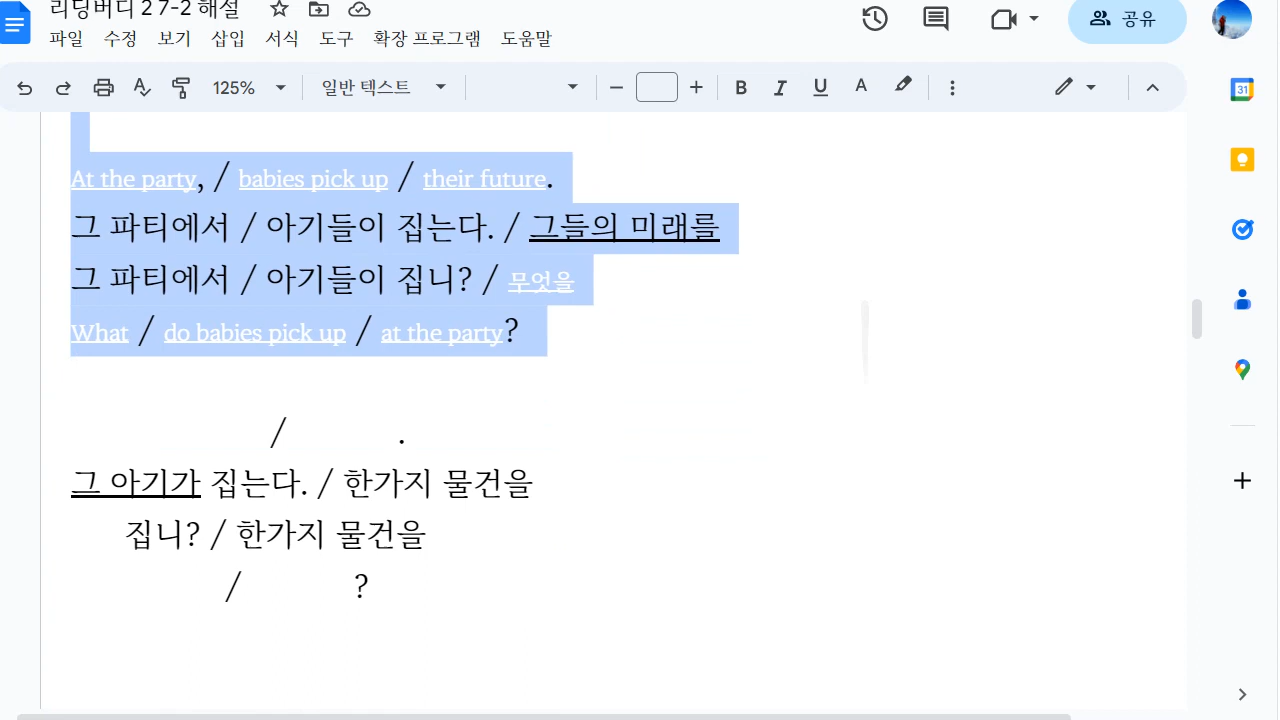 리딩버디 2 7-2 해설
파일 수정 보기 삽입 서식 도구 확장 프로그램 도움말
공유
125% 일반 텍스트 B I U A
31
At the party, / babies pick up / their future.
그 파티에서 / 아기들이 집는다. / 그들의 미래를
그 파티에서 / 아기들이 집니? / 무엇을
What / do babies pick up / at the party?
/ .
그 아기가 집는다. / 한가지 물건을
집니? / 한가지 물건을
/ ?